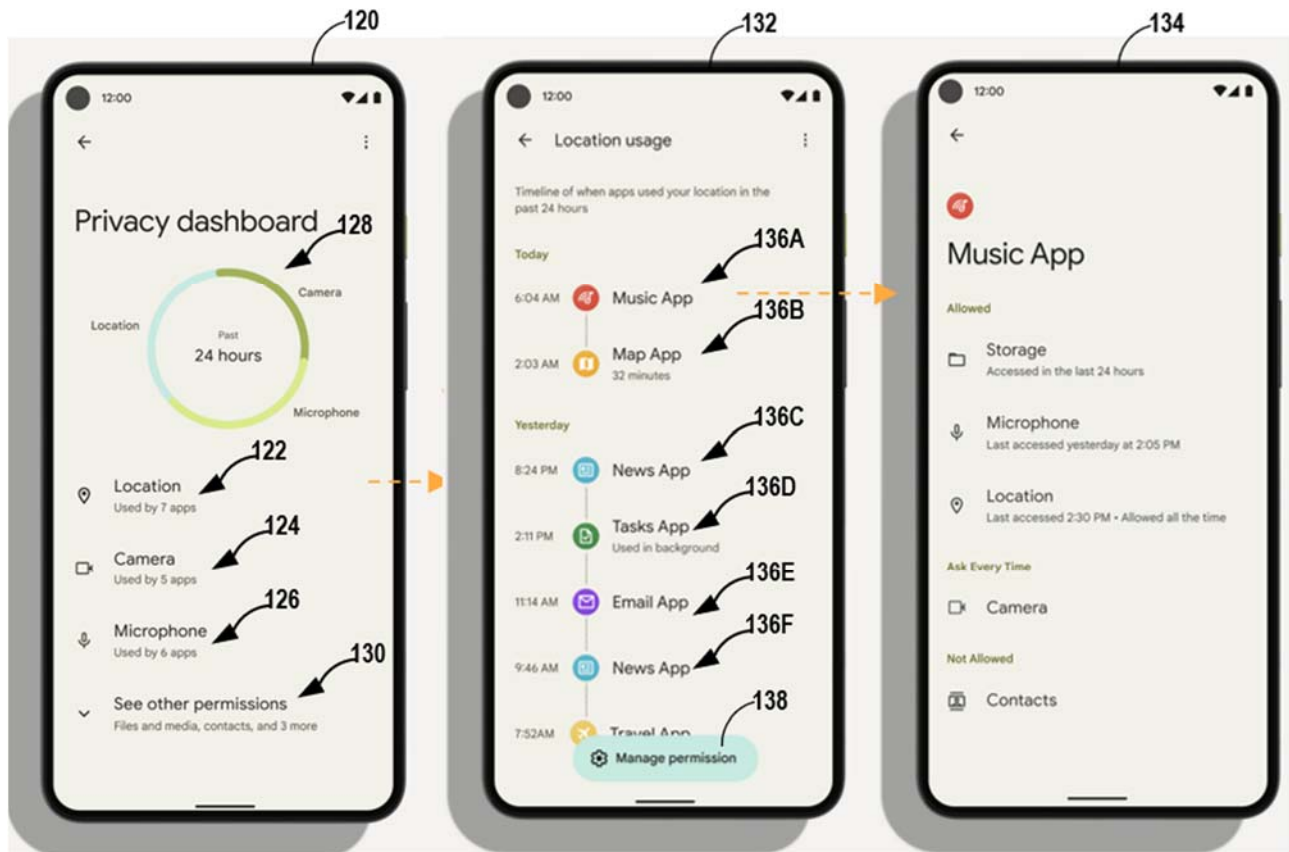 120
12:00
Privacy dashboard
128
Camera
Location
Past
24 hours
Microphone
122
Location
Used by 7 apps
124
Camera
Used by 5 apps
126
Microphone
Used by 6 apps
130
See other permissions
Files and media, contacts, and 3 more
132
12:00
Location usage
Timeline of when apps used your location in the
past 24 hours
136A
Today
6:04 AM Music App
136B
2:03 AM Map App
32 minutes
136C
Yesterday
8:24 PM News App
136D
2:11 PM Tasks App
Used in background
136E
11:14 AM Email App
136F
9:46 AM News App
138
7:52AM Travel App
Manage permission
134
12:00
Music App
Allowed
Storage
Accessed in the last 24 hours
Microphone
Last accessed yesterday at 2:05 PM
Location
Last accessed 2:30 PM • Allowed all the time
Ask Every Time
Camera
Not Allowed
Contacts